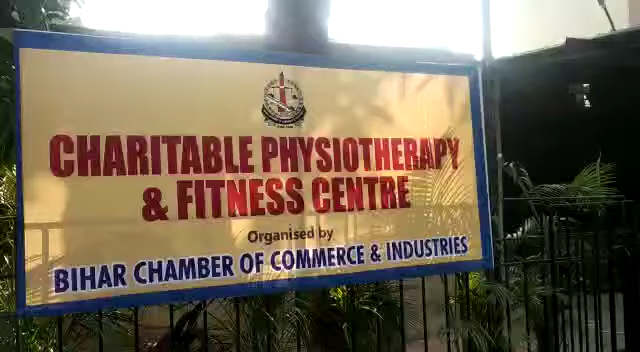 CHARITABLE PHYSIOTHERAPY
& FITNESS CENTRE
Organised by
BIHAR CHAMBER OF COMMERCE & INDUSTRIES